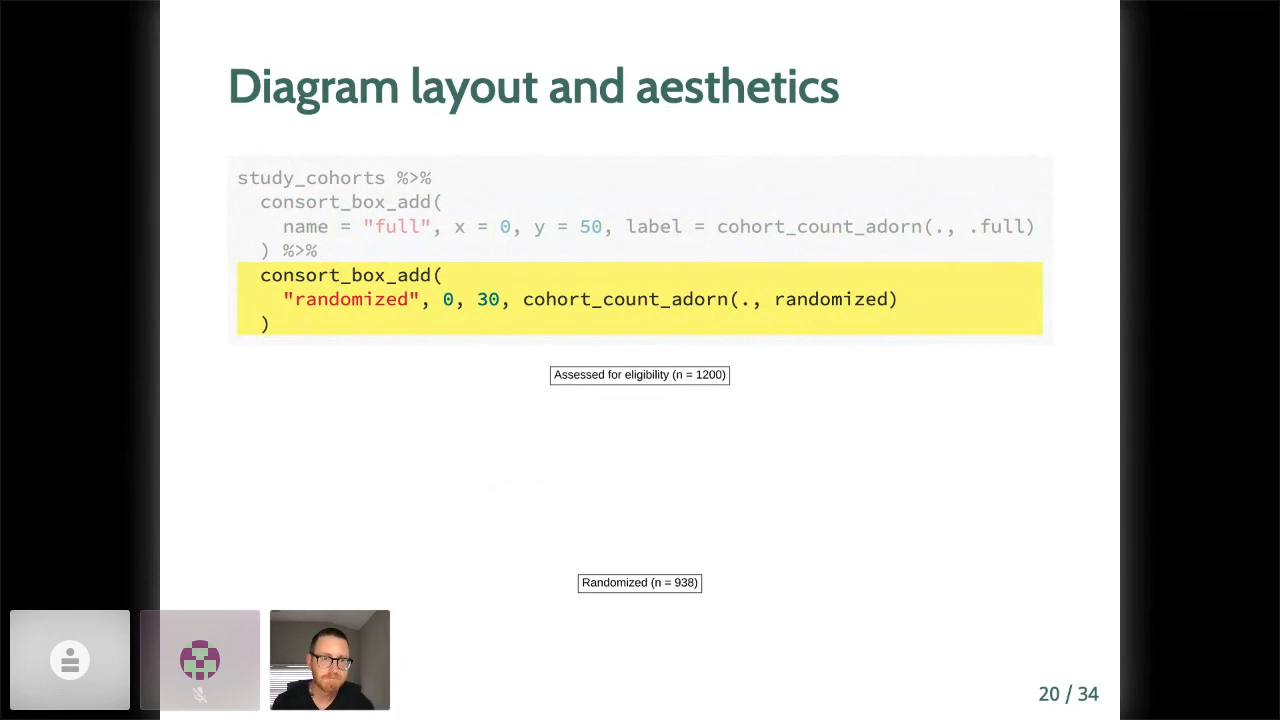 Diagram layout and aesthetics
study_cohorts %>%
consort_box_add(
name = "full", x = 0, y = 50, label = cohort_count_adorn(., .full)
) %>%
consort_box_add(
"randomized", 0, 30, cohort_count_adorn(., randomized)
)
Assessed for eligibility (n = 1200)
Randomized (n = 938)
20 / 34